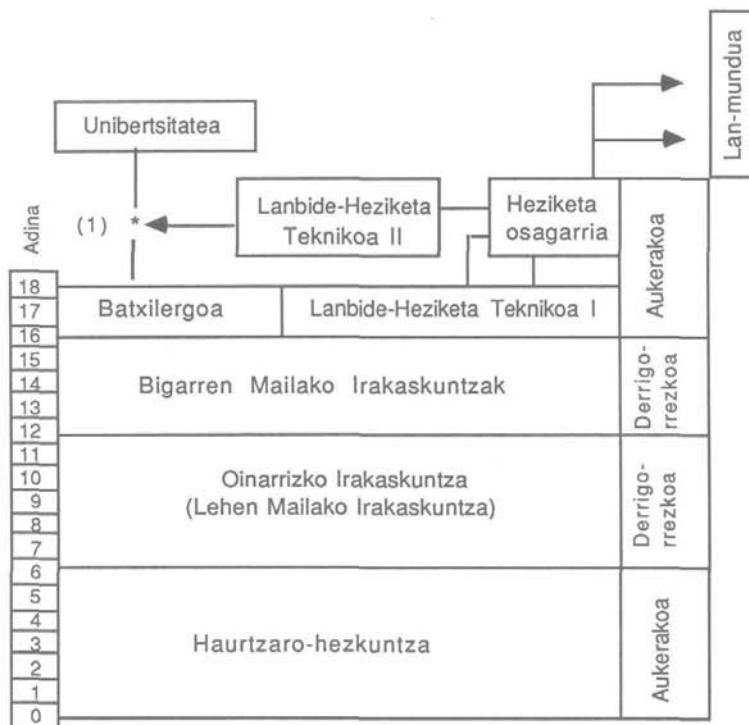 Lan-mundua
Unibertsitatea
Adina
(1) *
Lanbide-Heziketa
Teknikoa II
Heziketa
osagarria
Aukerakoa
18
17
16
15
14
13
12
11
10
9
8
7
6
5
4
3
2
1
0
Batxilergoa
Lanbide-Heziketa Teknikoa I
Bigarren Mailako Irakaskuntzak
Derrigo-
rrezkoa
Oinarrizko Irakaskuntza
(Lehen Mailako Irakaskuntza)
Derrigo-
rrezkoa
Haurtzaro-hezkuntza
Aukerakoa